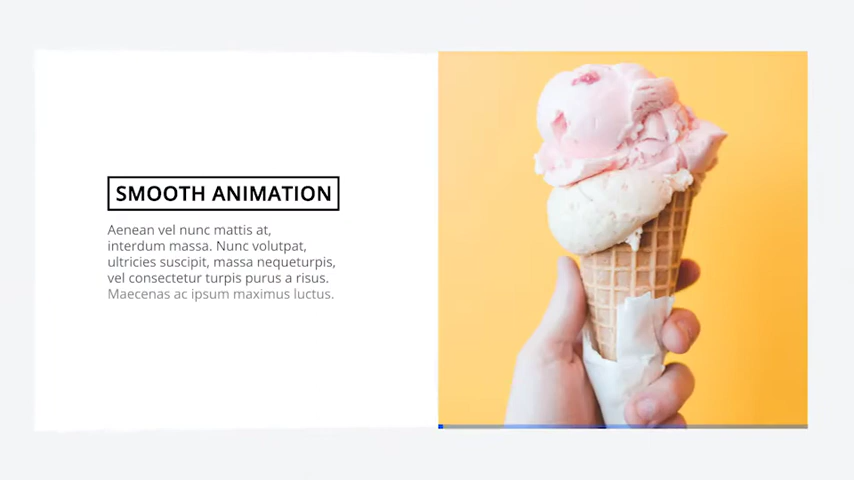 SMOOTH ANIMATION
Aenean vel nunc mattis at,
interdum massa. Nunc volutpat,
ultricies suscipit, massa nequeturpis,
vel consectetur turpis purus a risus.
Maecenas ac ipsum maximus luctus.